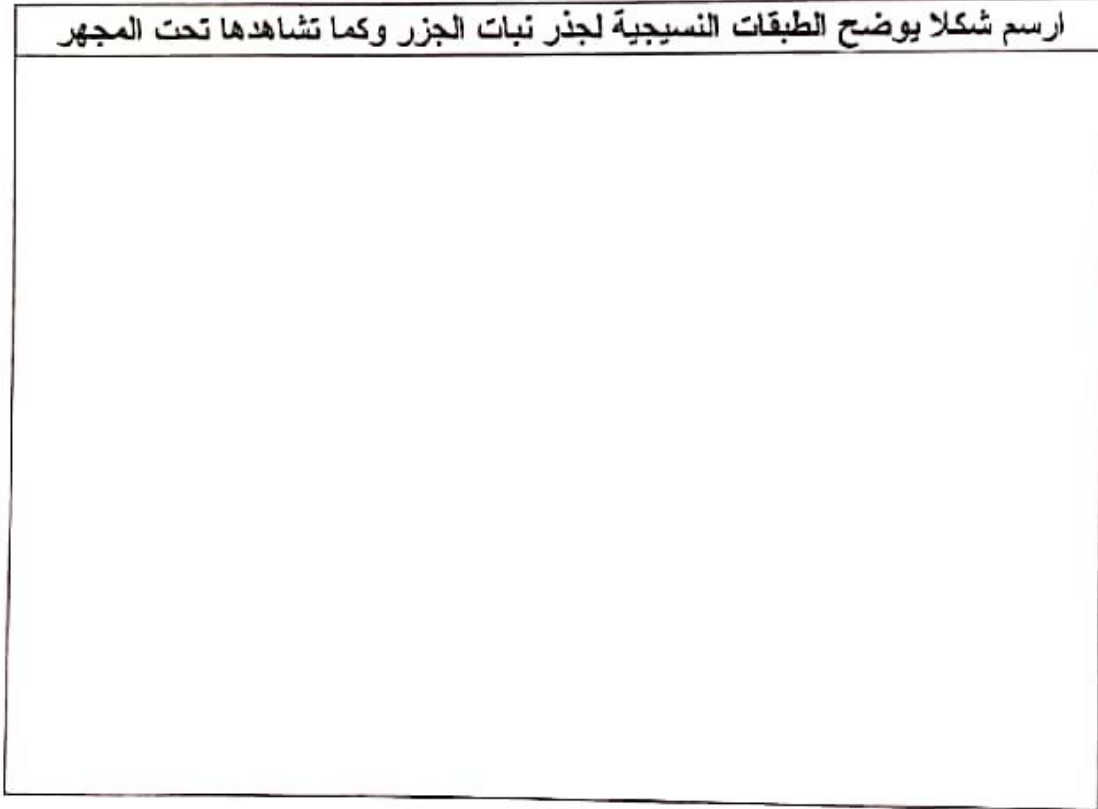 ارسم شكلا يوضح الطبقات النسيجية لجذر نبات الجزر وكما تشاهدها تحت المجهر